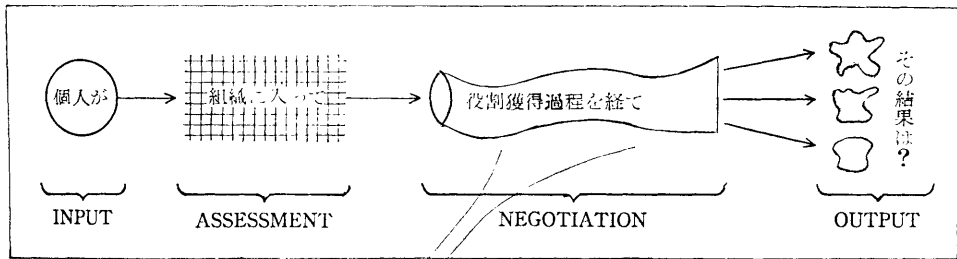 個人が
組織に入って
役割獲得過程を経て
その結果は?
INPUT
ASSESSMENT
NEGOTIATION
OUTPUT